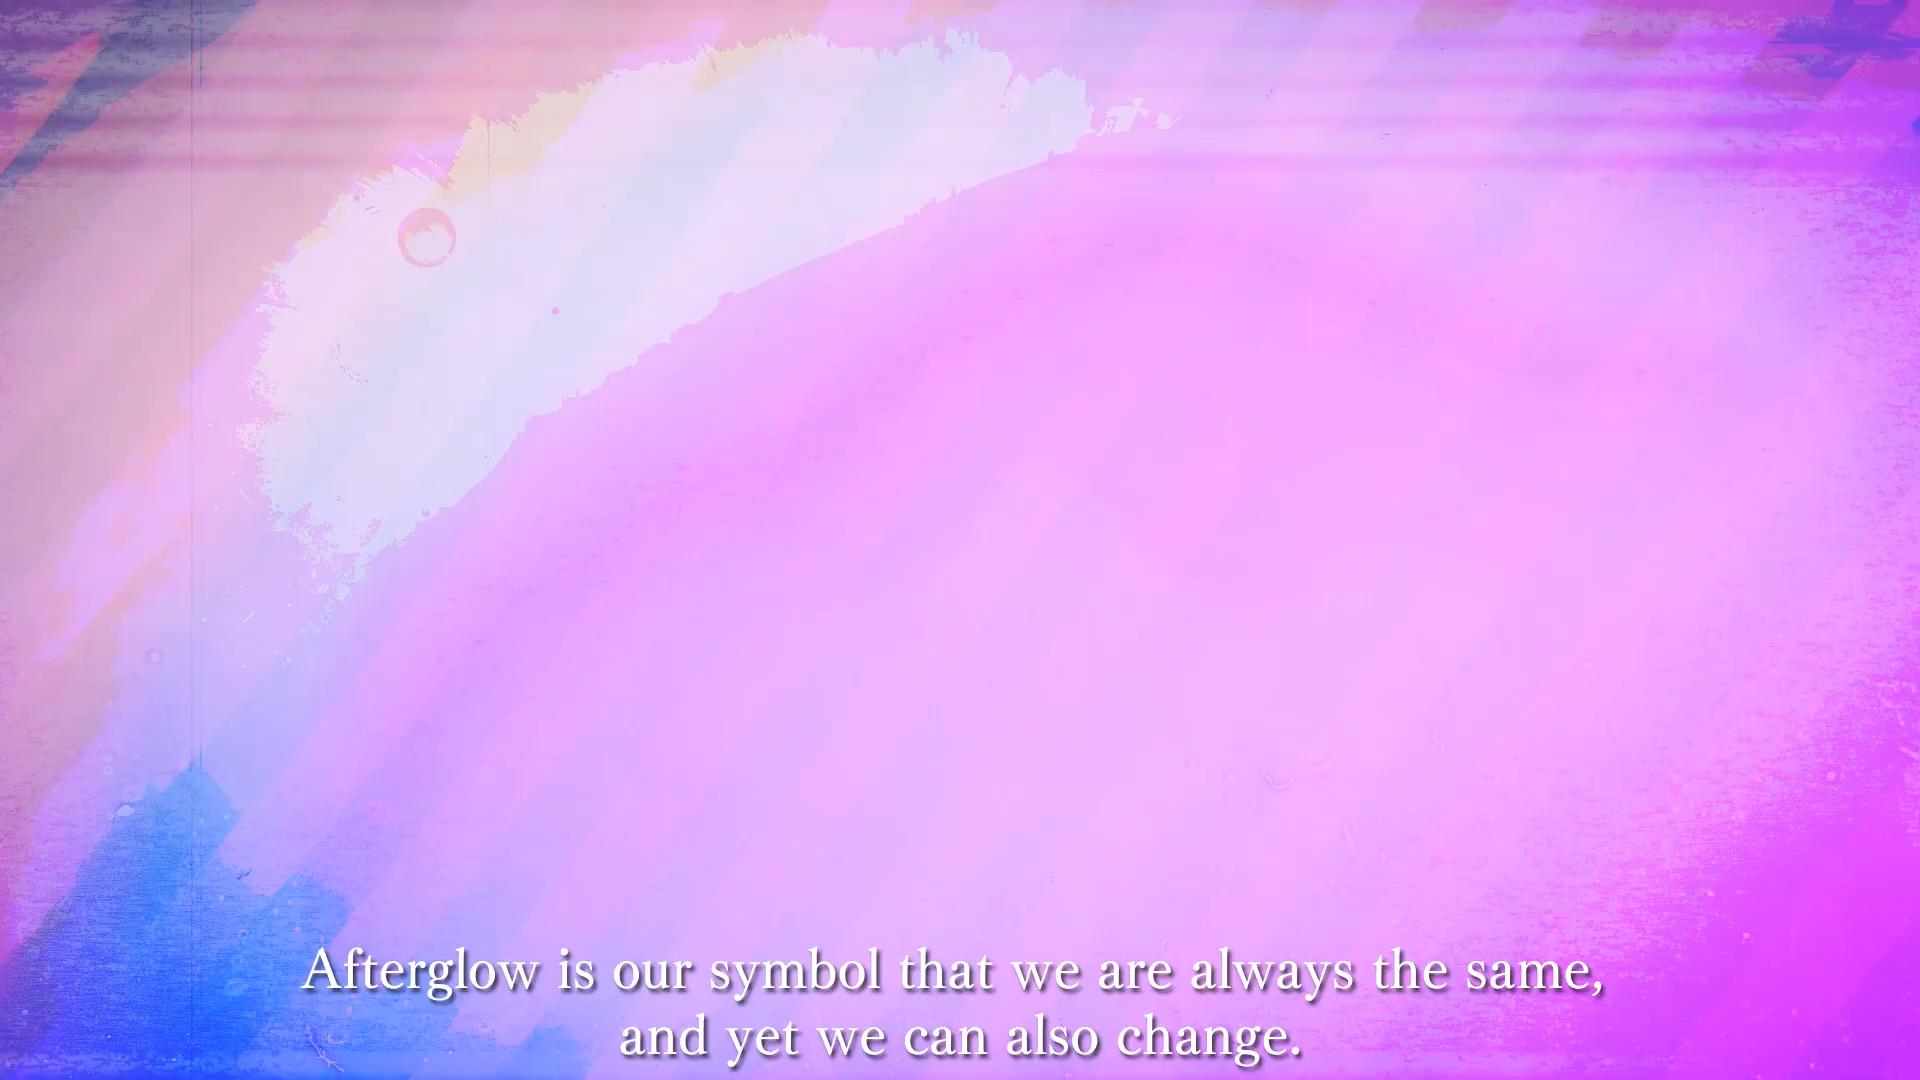 Afterglow is our symbol that we are always the same,
and yet we can also change.